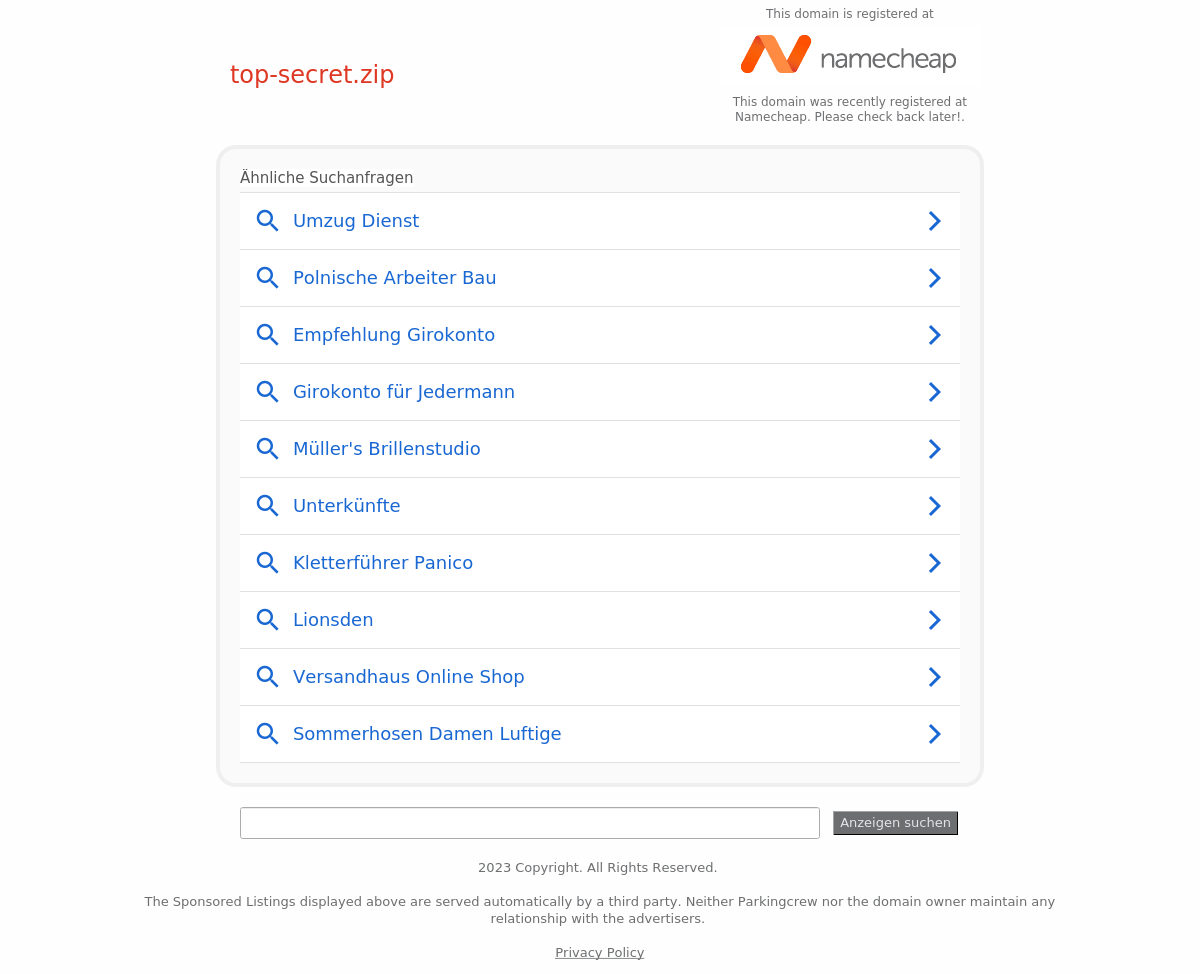 This domain is registered at
namecheap
top-secret.zip
This domain was recently registered at
Namecheap. Please check back later!.
Ähnliche Suchanfragen
Umzug Dienst
Polnische Arbeiter Bau
Empfehlung Girokonto
Girokonto für Jedermann
Müller's Brillenstudio
Unterkünfte
Kletterführer Panico
Lionsden
Versandhaus Online Shop
Sommerhosen Damen Luftige
Anzeigen suchen
2023 Copyright. All Rights Reserved.
The Sponsored Listings displayed above are served automatically by a third party. Neither Parkingcrew nor the domain owner maintain any
relationship with the advertisers.
Privacy Policy